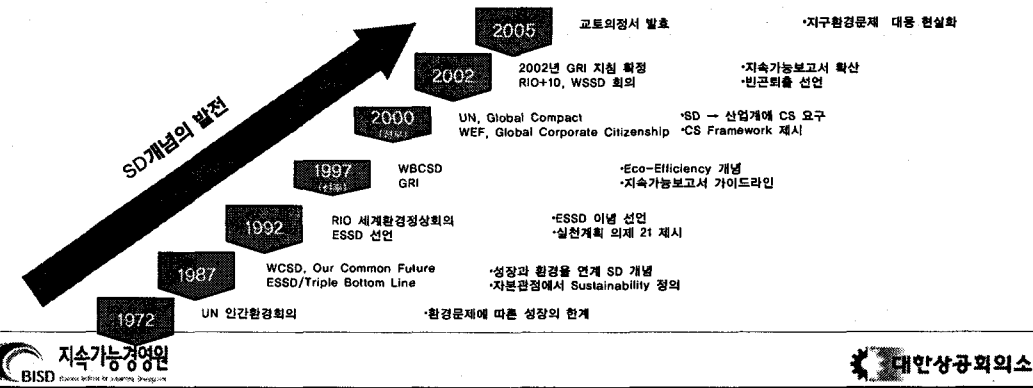 2005 교토의정서 발효 •지구환경문제 대응 현실화
2002 2002년 GRI 지침 확정 •지속가능보고서 확산
RIO+10, WSSD 회의 •빈곤퇴출 선언
2000 UN, Global Compact •SD → 산업계에 CS 요구
WEF, Global Corporate Citizenship •CS Framework 제시
SD개념의 발전
1997 WBCSD •Eco-Efficiency 개념
GRI •지속가능보고서 가이드라인
1992 RIO 세계환경정상회의 •ESSD 이념 선언
ESSD 선언 •실천계획 의제 21 제시
1987 WCSD, Our Common Future •성장과 환경을 연계 SD 개념
ESSD/Triple Bottom Line •자본관점에서 Sustainability 정의
1972 UN 인간환경회의 •환경문제에 따른 성장의 한계
BISD 지속가능경영원
대한상공회의소